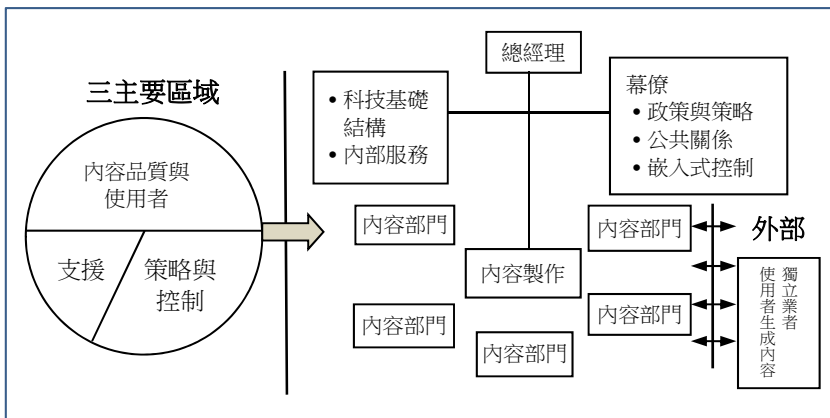 三主要區域
內容品質與
使用者
支援
策略與
控制
總經理
• 科技基礎
結構
• 內部服務
幕僚
• 政策與策略
• 公共關係
• 嵌入式控制
內容部門
內容部門
內容製作
內容部門
內容部門
內容部門
外部
獨立業者
使用者生成內容